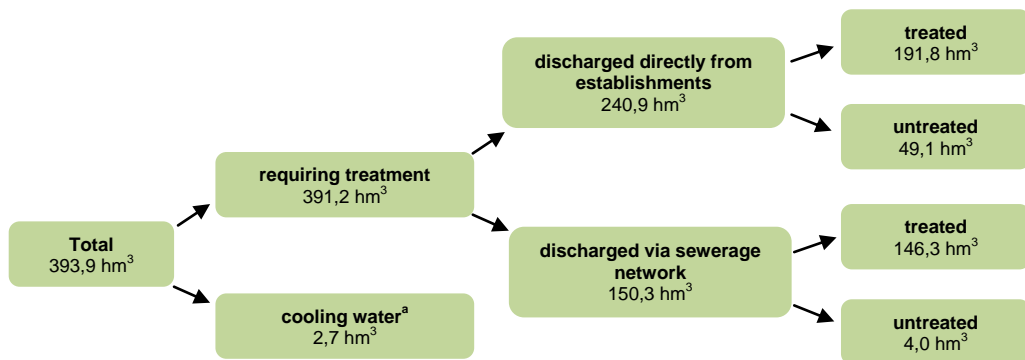 Total
393,9 hm³
requiring treatment
391,2 hm³
cooling waterᵃ
2,7 hm³
discharged directly from
establishments
240,9 hm³
discharged via sewerage
network
150,3 hm³
treated
191,8 hm³
untreated
49,1 hm³
treated
146,3 hm³
untreated
4,0 hm³